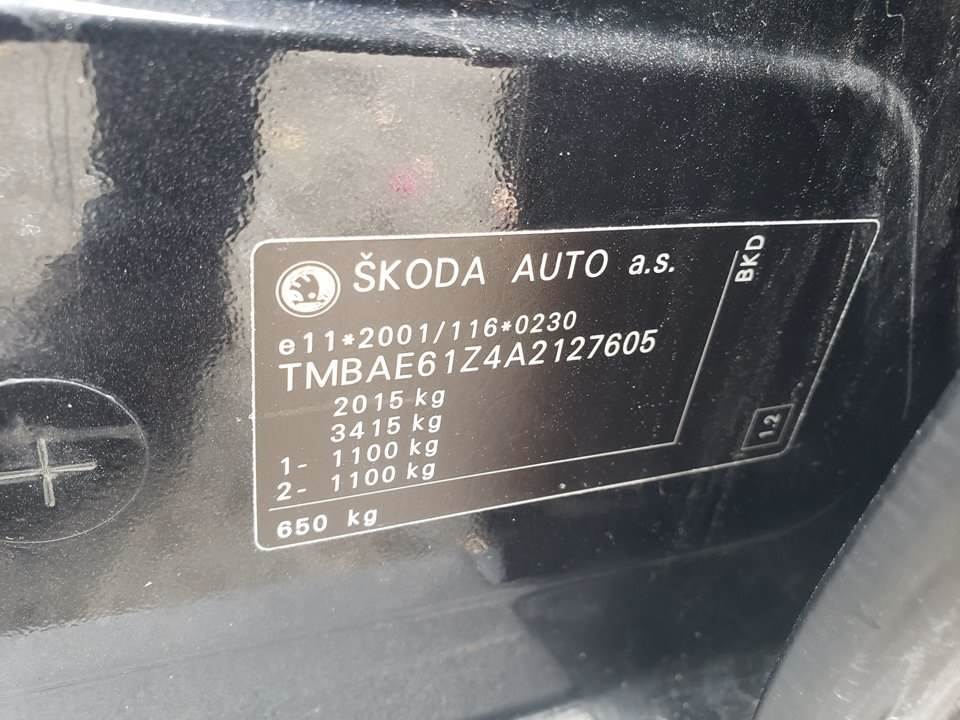 ŠKODA AUTO a.s.
e11*2001/116*0230
TMBAE61Z4A2127605
2015 kg
3415 kg
1- 1100 kg
2- 1100 kg
650 kg
BKD
1.2